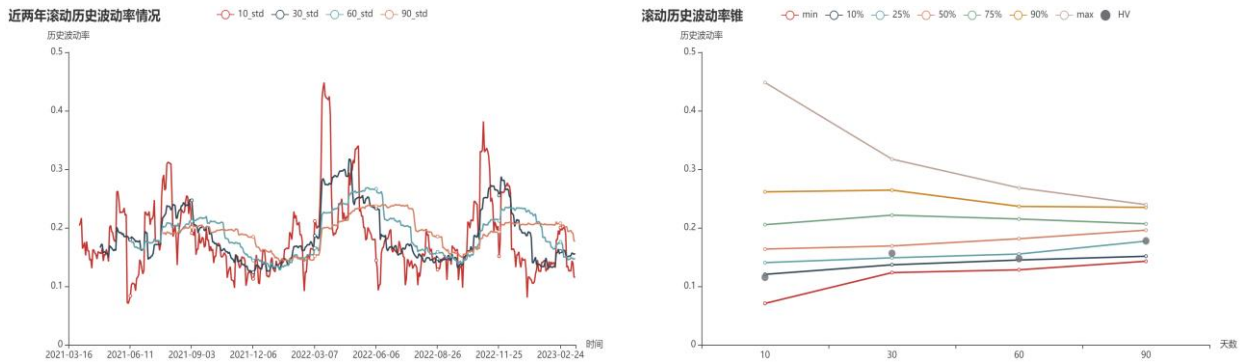 近两年滚动历史波动率情况
10_std 30_std 60_std 90_std
历史波动率
0.5
0.4
0.3
0.2
0.1
0
2021-03-16 2021-06-11 2021-09-03 2021-12-06 2022-03-07 2022-06-06 2022-08-26 2022-11-25 2023-02-24
时间
滚动历史波动率锥
min 10% 25% 50% 75% 90% max HV
历史波动率
0.5
0.4
0.3
0.2
0.1
0
10 30 60 90
天数